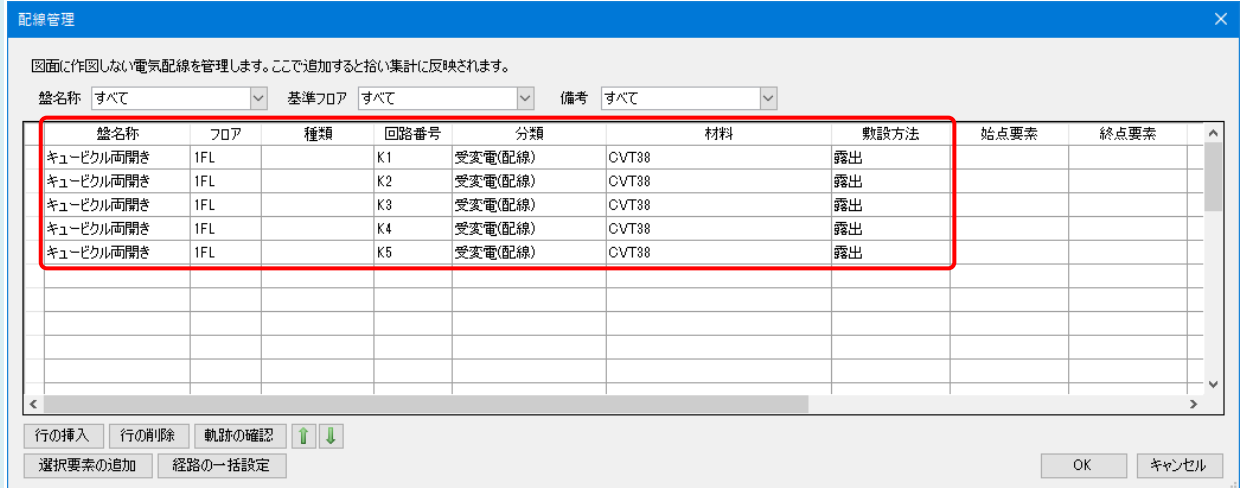 配線管理
図面に作図しない電気配線を管理します。ここで追加すると拾い集計に反映されます。
盤名称 すべて 基準フロア すべて 備考 すべて
盤名称 フロア 種類 回路番号 分類 材料 敷設方法 始点要素 終点要素
キュービクル両開き 1FL K1 受変電(配線) CVT38 露出
キュービクル両開き 1FL K2 受変電(配線) CVT38 露出
キュービクル両開き 1FL K3 受変電(配線) CVT38 露出
キュービクル両開き 1FL K4 受変電(配線) CVT38 露出
キュービクル両開き 1FL K5 受変電(配線) CVT38 露出
行の挿入 行の削除 軌跡の確認
選択要素の追加 経路の一括設定 OK キャンセル